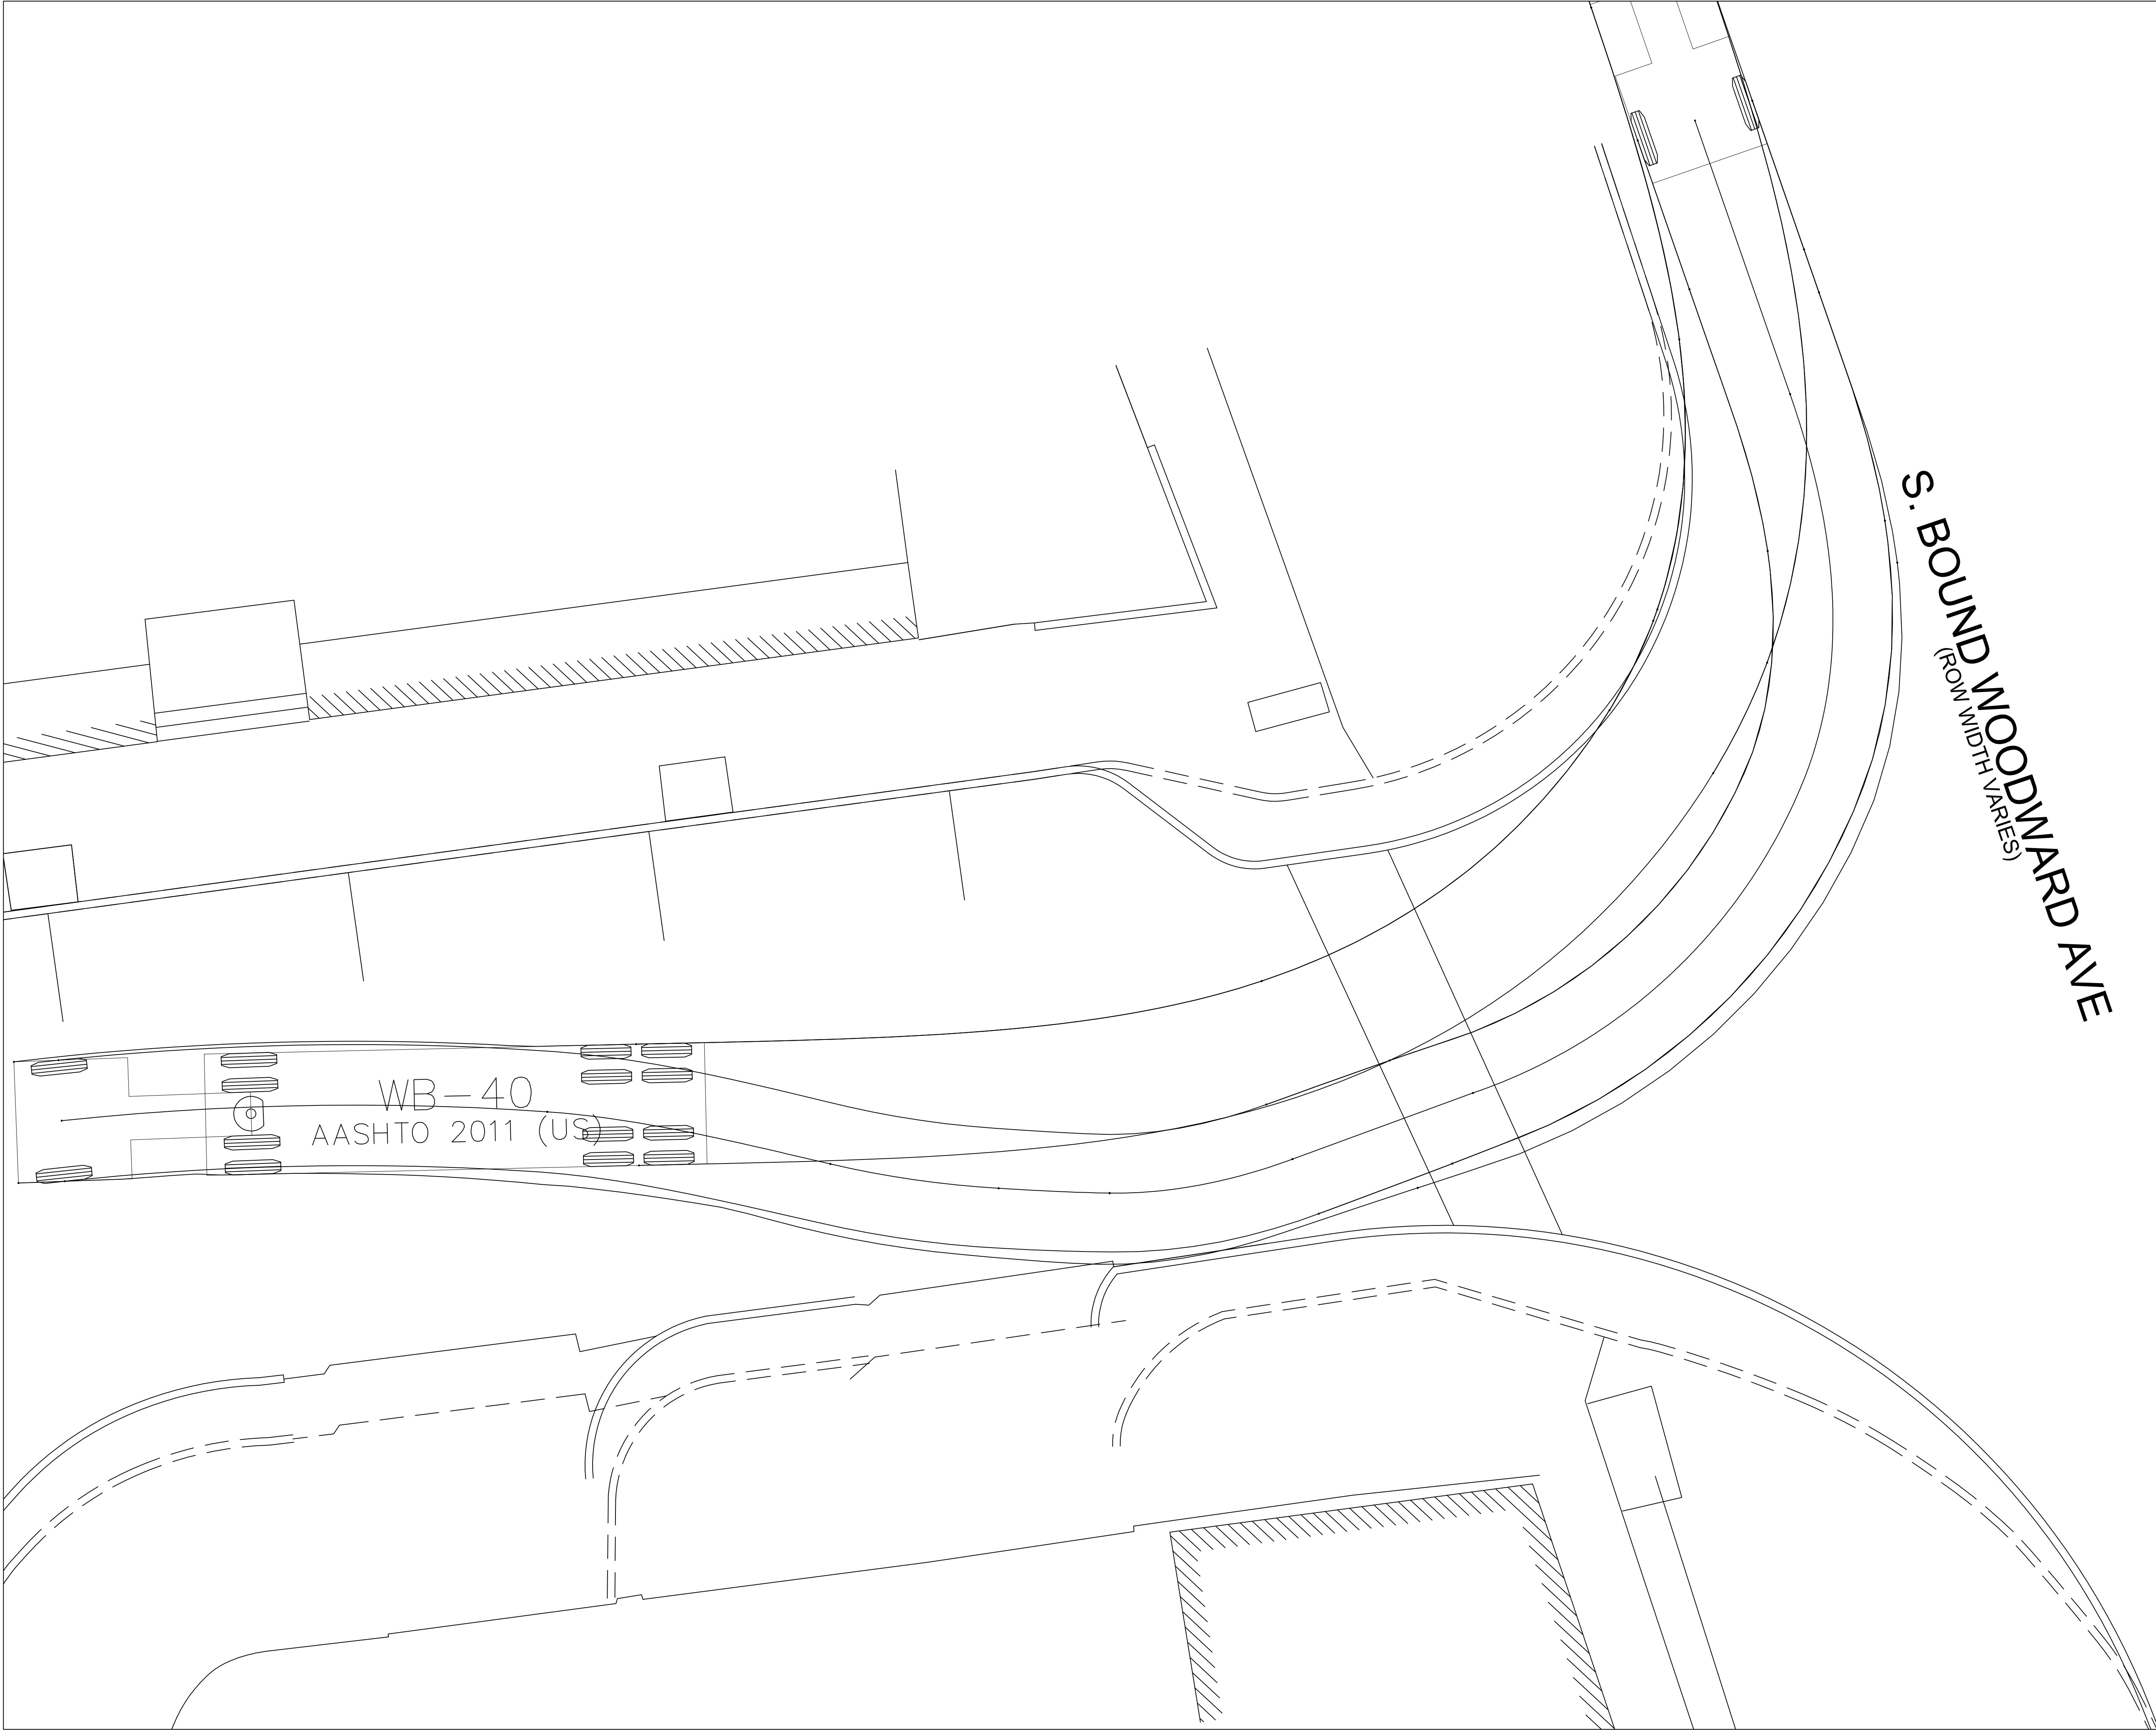 S. BOUND WOODWARD AVE
(ROW WIDTH VARIES)
WB-40
AASHTO 2011 (US)